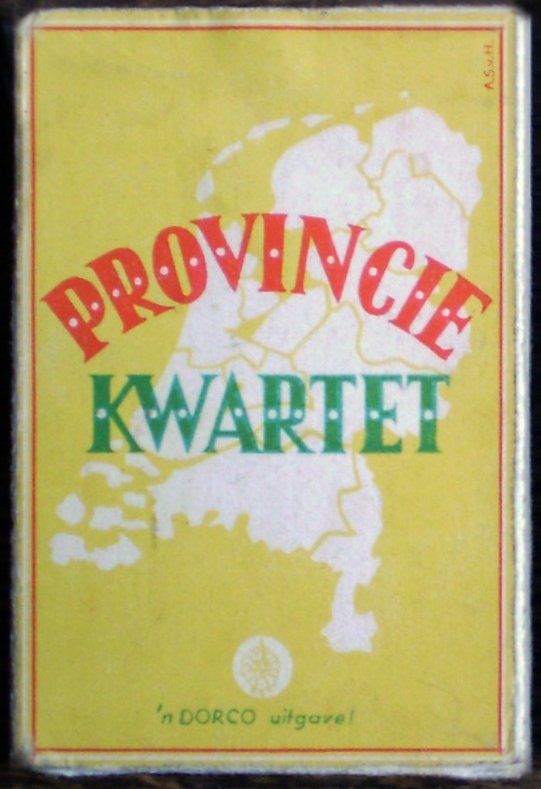 A.S.v.H.
PROVINCIE
KWARTET
'n DORCO uitgave!